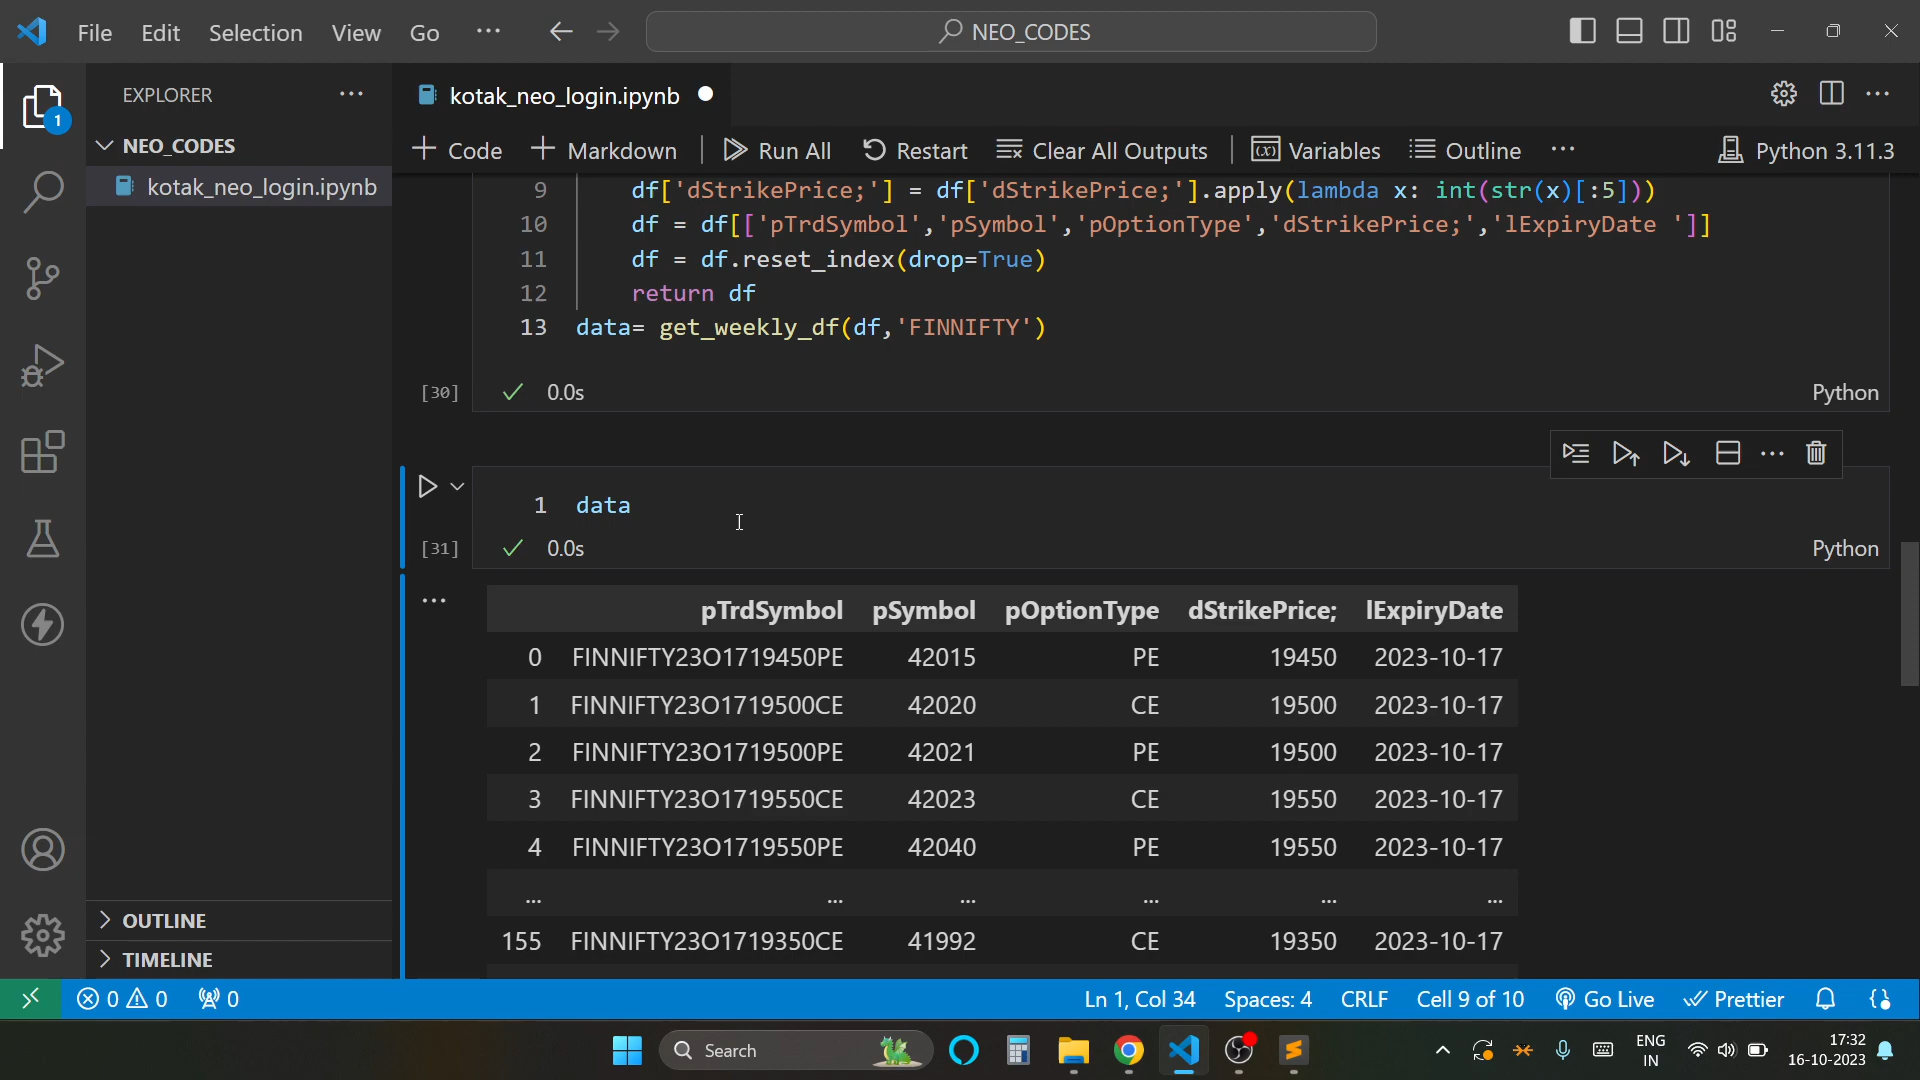 File Edit Selection View Go ··· NEO_CODES
EXPLORER ···
kotak_neo_login.ipynb
1
NEO_CODES
kotak_neo_login.ipynb
Code Markdown Run All Restart Clear All Outputs Variables Outline ··· Python 3.11.3
9 df['dStrikePrice;'] = df['dStrikePrice;'].apply(lambda x: int(str(x)[:5]))
10 df = df[['pTrdSymbol','pSymbol','pOptionType','dStrikePrice;','lExpiryDate ']]
11 df = df.reset_index(drop=True)
12 return df
13 data= get_weekly_df(df,'FINNIFTY')
[30] 0.0s Python
1 data
[31] 0.0s Python
pTrdSymbol pSymbol pOptionType dStrikePrice; lExpiryDate
0 FINNIFTY23O1719450PE 42015 PE 19450 2023-10-17
1 FINNIFTY23O1719500CE 42020 CE 19500 2023-10-17
2 FINNIFTY23O1719500PE 42021 PE 19500 2023-10-17
3 FINNIFTY23O1719550CE 42023 CE 19550 2023-10-17
4 FINNIFTY23O1719550PE 42040 PE 19550 2023-10-17
... ... ... ... ... ...
155 FINNIFTY23O1719350CE 41992 CE 19350 2023-10-17
OUTLINE
TIMELINE
0 0 0 Ln 1, Col 34 Spaces: 4 CRLF Cell 9 of 10 Go Live Prettier
Search ENG IN 17:32 16-10-2023